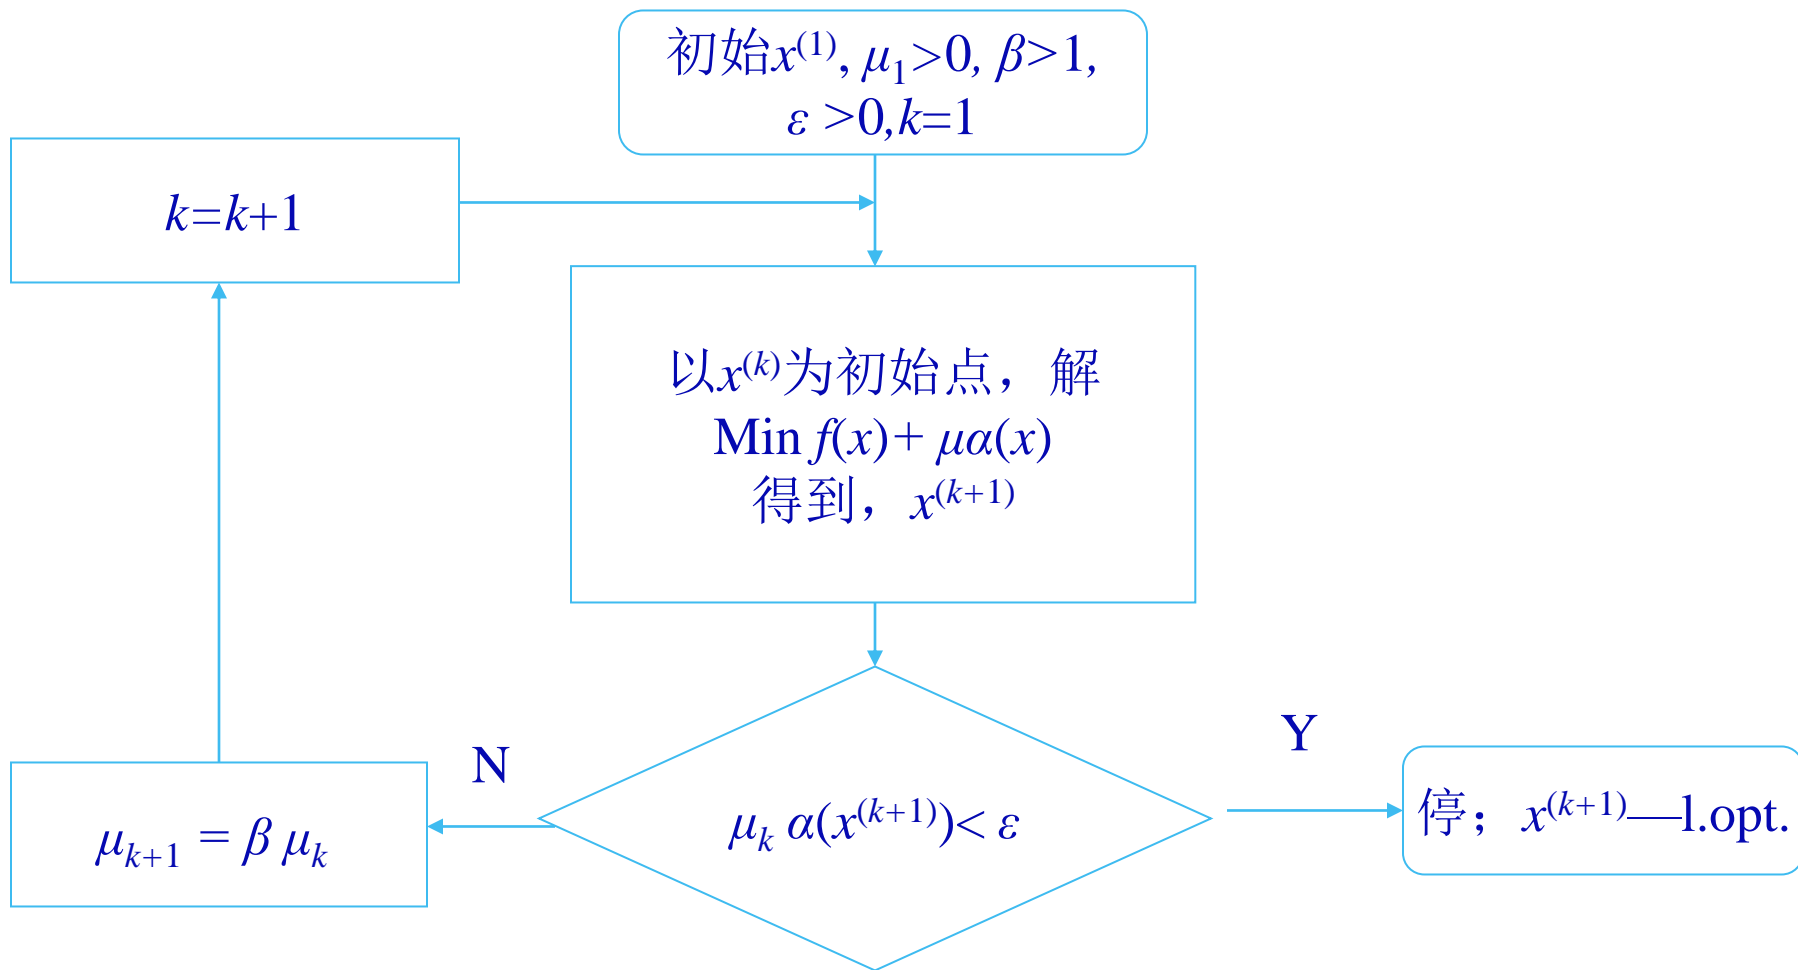 初始x⁽¹⁾, μ₁>0, β>1,
ε >0,k=1
k=k+1
以x⁽ᵏ⁾为初始点，解
Min f(x)+ μα(x)
得到，x⁽ᵏ⁺¹⁾
N
Y
μₖ α(x⁽ᵏ⁺¹⁾)< ε
μₖ₊₁ = β μₖ
停；x⁽ᵏ⁺¹⁾—l.opt.